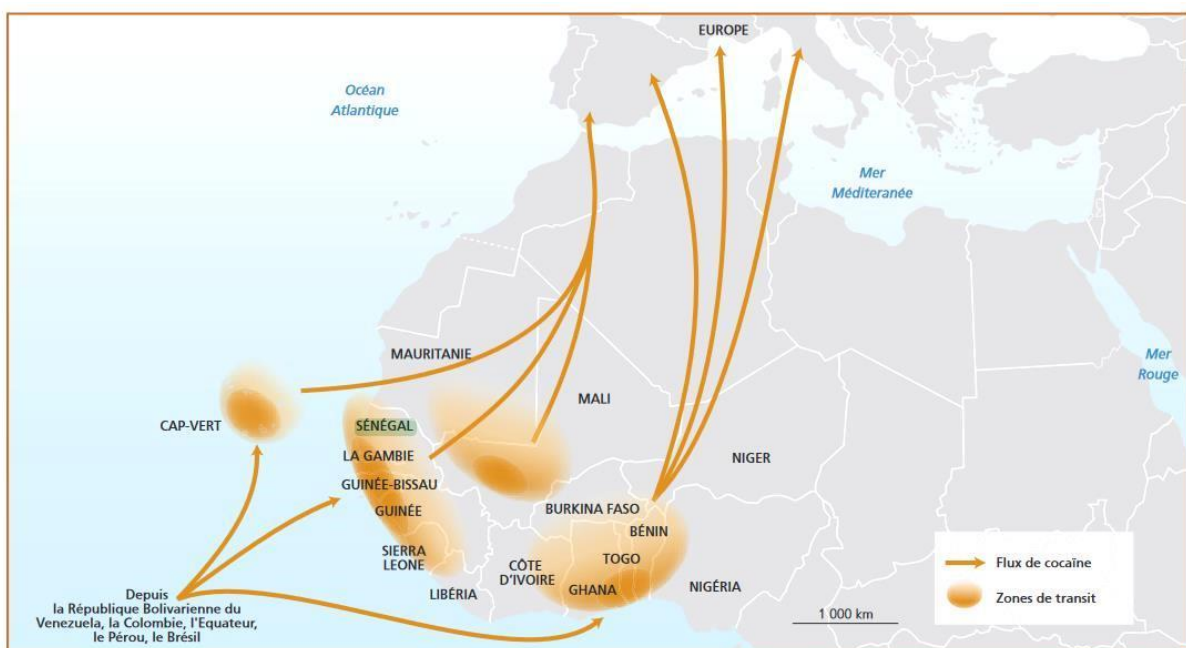 EUROPE
Océan
Atlantique
Mer
Méditeranée
Mer
Rouge
MAURITANIE
MALI
CAP-VERT
SÉNÉGAL
LA GAMBIE
NIGER
GUINÉE-BISSAU
GUINÉE
BURKINA FASO
BÉNIN
SIERRA
LEONE
CÔTE
D'IVOIRE
TOGO
GHANA
NIGÉRIA
LIBÉRIA
Depuis
la République Bolivarienne du
Venezuela, la Colombie, l'Equateur,
le Pérou, le Brésil
1 000 km
Flux de cocaïne
Zones de transit